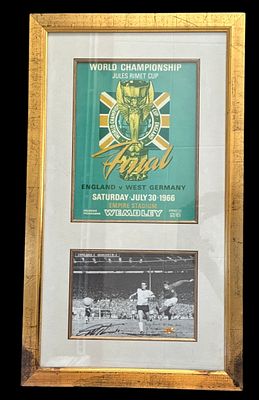 WORLD CHAMPIONSHIP
JULES RIMET CUP
Final
ENGLAND v WEST GERMANY
SATURDAY JULY 30 1966
EMPIRE STADIUM
WEMBLEY